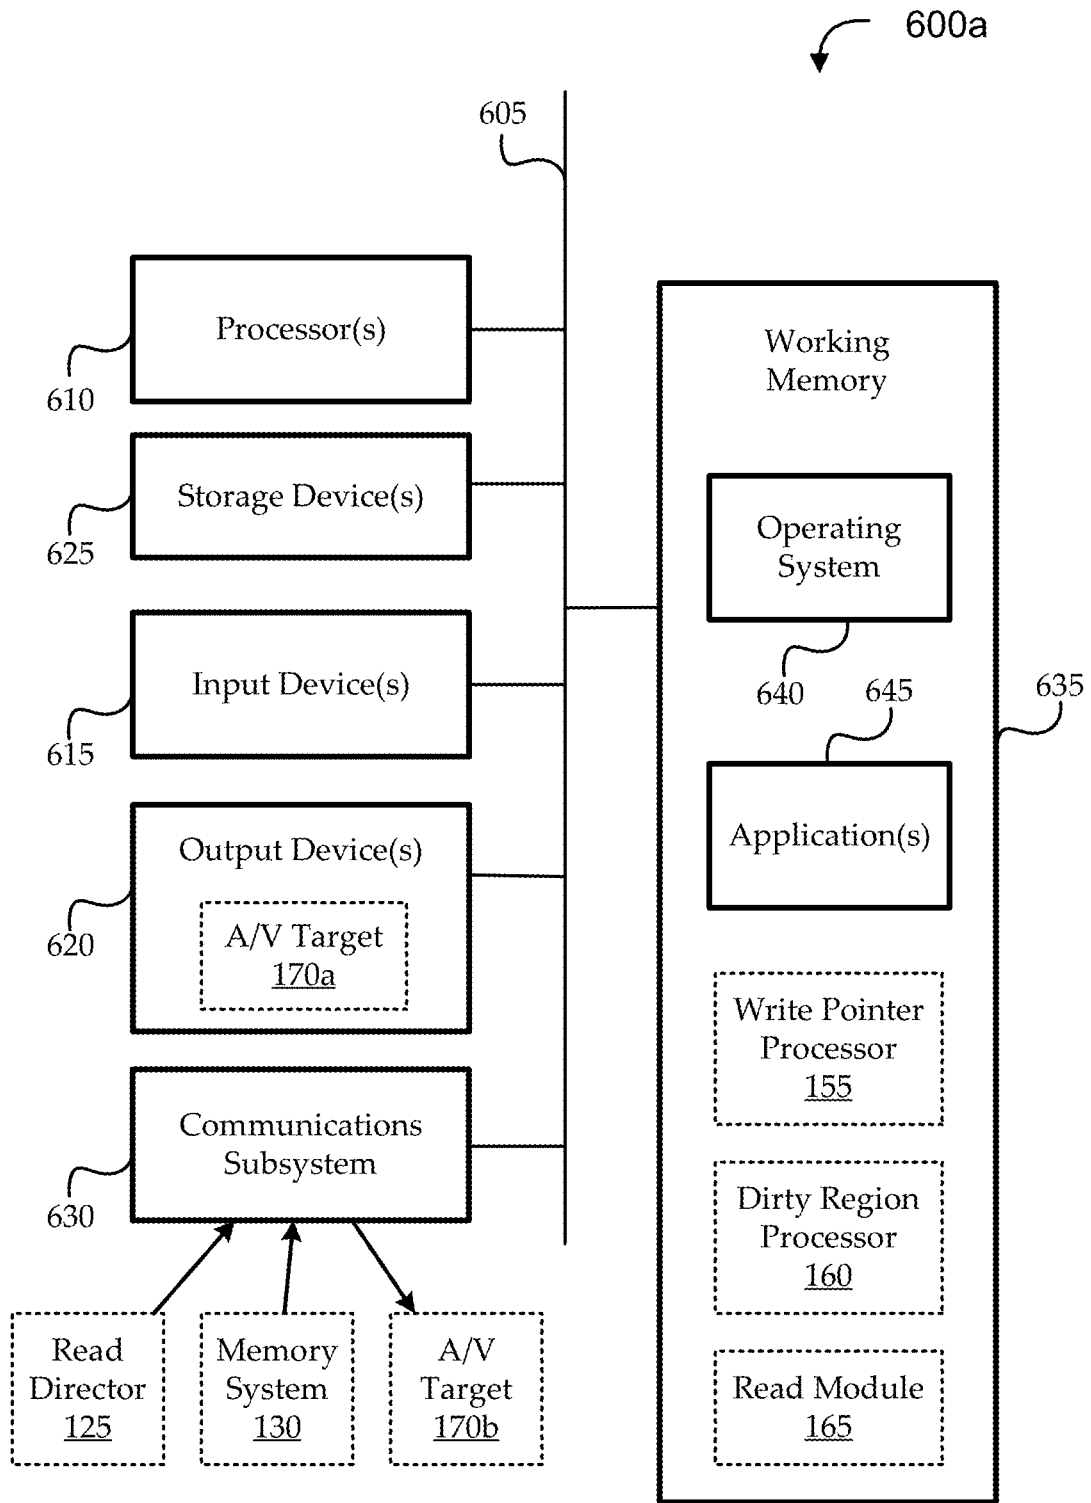 600a
605
Processor(s)
610
Storage Device(s)
625
Input Device(s)
615
Output Device(s)
A/V Target
170a
620
Communications
Subsystem
630
Read
Director
125
Memory
System
130
A/V
Target
170b
Working
Memory
Operating
System
640
645
635
Application(s)
Write Pointer
Processor
155
Dirty Region
Processor
160
Read Module
165